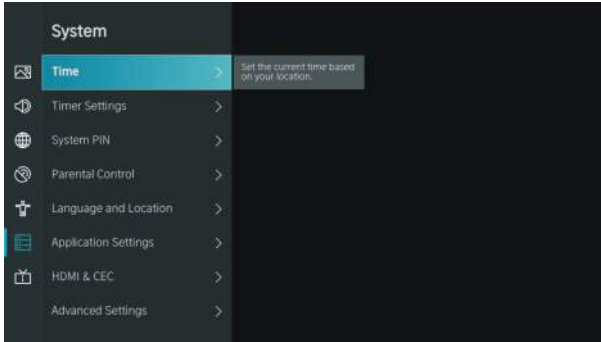 System
Time
Set the current time based
on your location.
Timer Settings
System PIN
Parental Control
Language and Location
Application Settings
HDMI & CEC
Advanced Settings